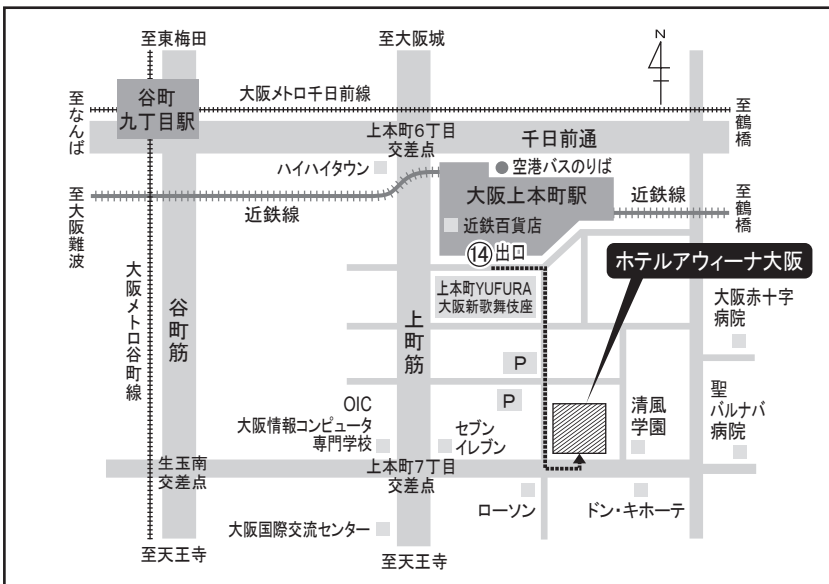 至東梅田
至大阪城
N
谷町
九丁目駅
大阪メトロ千日前線
至なんば
至鶴橋
上本町6丁目
交差点
千日前通
ハイハイタウン
空港バスのりば
大阪上本町駅
近鉄線
至大阪難波
近鉄線
至鶴橋
近鉄百貨店
⑭出口
ホテルアウィーナ大阪
上本町YUFURA
大阪新歌舞伎座
大阪赤十字
病院
大阪メトロ谷町線
谷町筋
上町筋
P
P
OIC
大阪情報コンピュータ
専門学校
セブン
イレブン
清風
学園
聖
バルナバ
病院
生玉南
交差点
上本町7丁目
交差点
ローソン
ドン・キホーテ
大阪国際交流センター
至天王寺
至天王寺